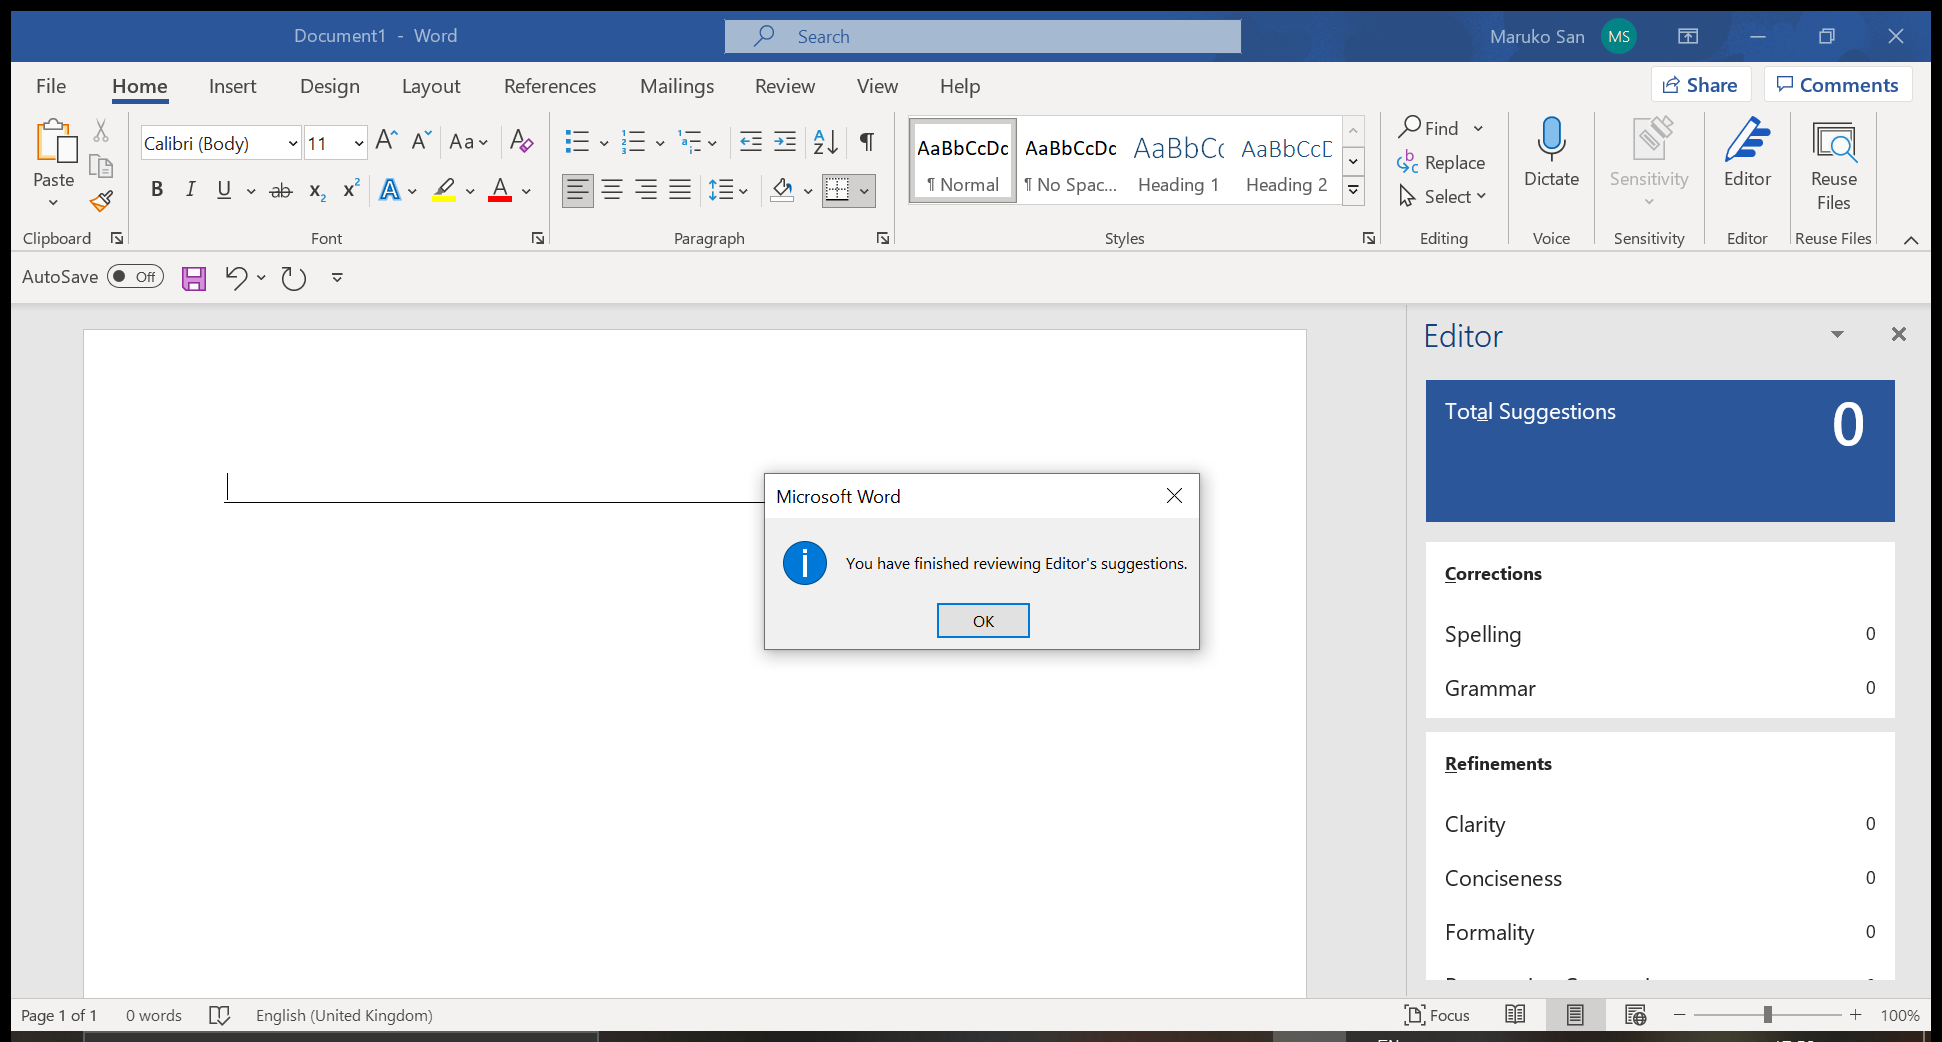 Document1 - Word
Search
Maruko San
MS
File Home Insert Design Layout References Mailings Review View Help
Share
Comments
Paste
Clipboard
Calibri (Body)
11
Aa
B I U ab x2 x2 A A
Font
A Z
¶
Paragraph
AaBbCcDc AaBbCcDc AaBbCc AaBbCcD
¶ Normal ¶ No Spac... Heading 1 Heading 2
Styles
Find
Replace
Select
Editing
Dictate
Voice
Sensitivity
Sensitivity
Editor
Editor
Reuse
Files
Reuse Files
AutoSave Off
Editor
Total Suggestions
0
Corrections
Spelling 0
Grammar 0
Refinements
Clarity 0
Conciseness 0
Formality 0
Microsoft Word
You have finished reviewing Editor's suggestions.
OK
Page 1 of 1
0 words
English (United Kingdom)
Focus
100%